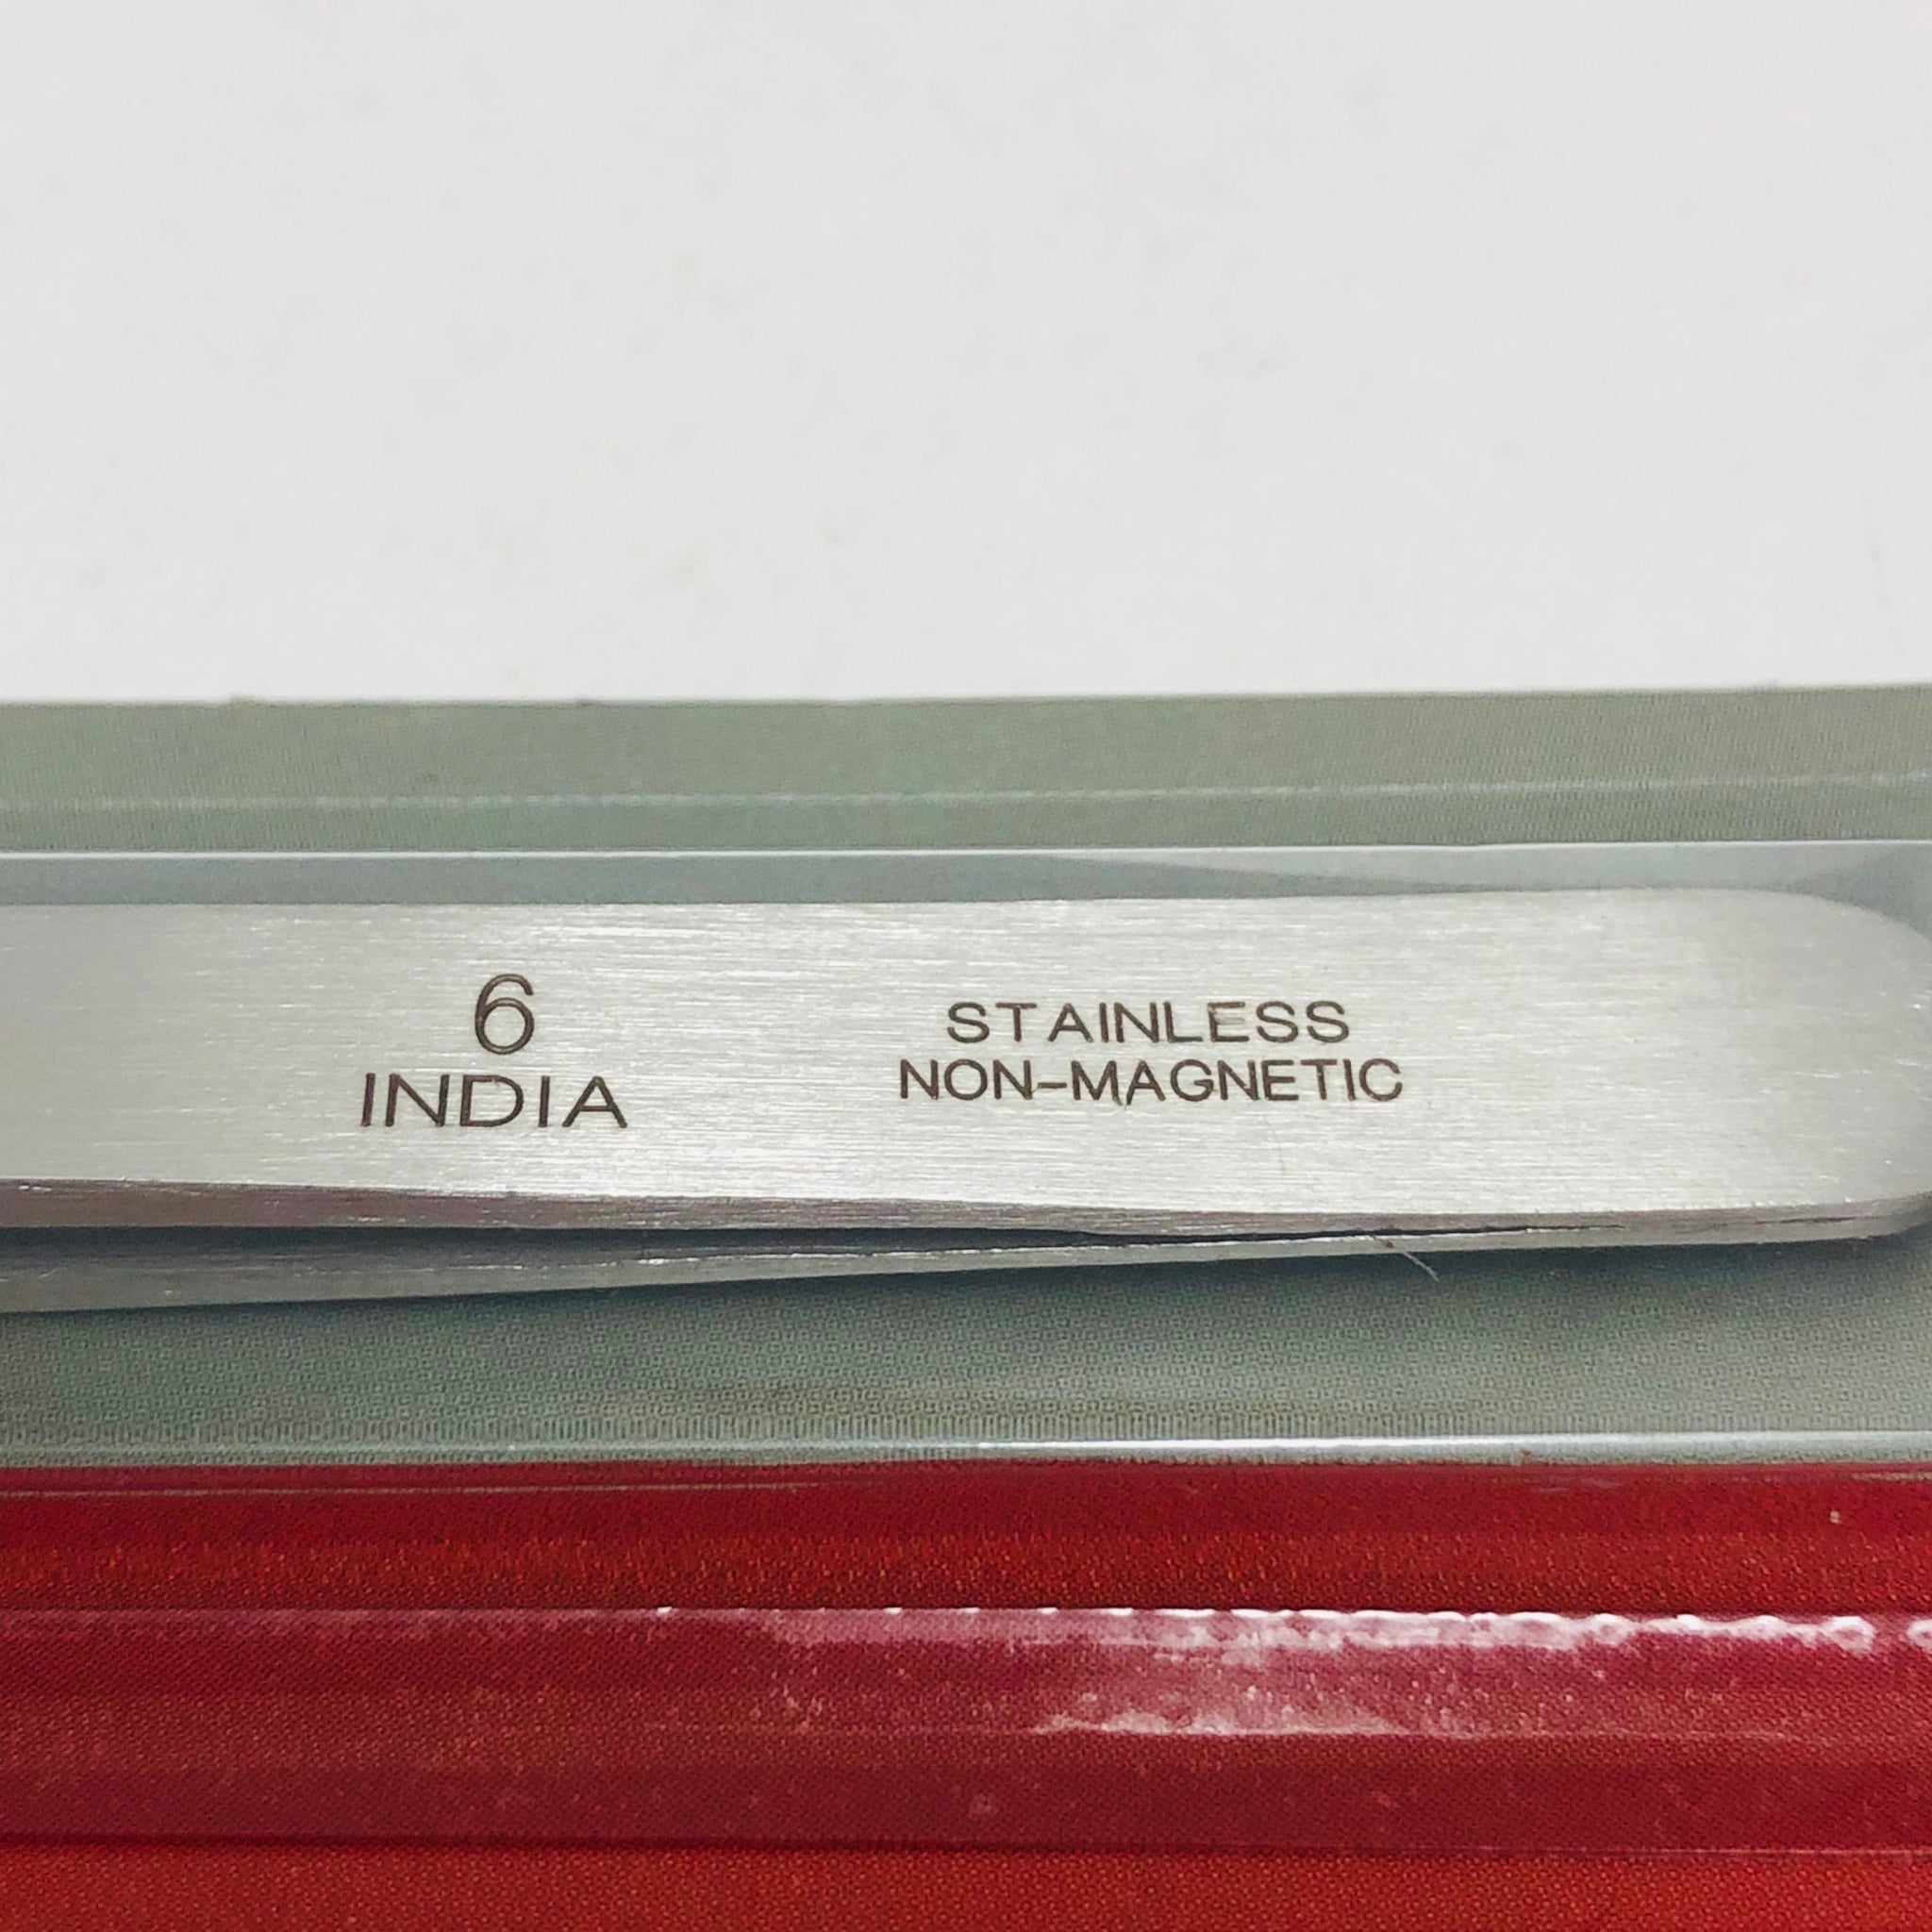 6
INDIA
STAINLESS
NON-MAGNETIC